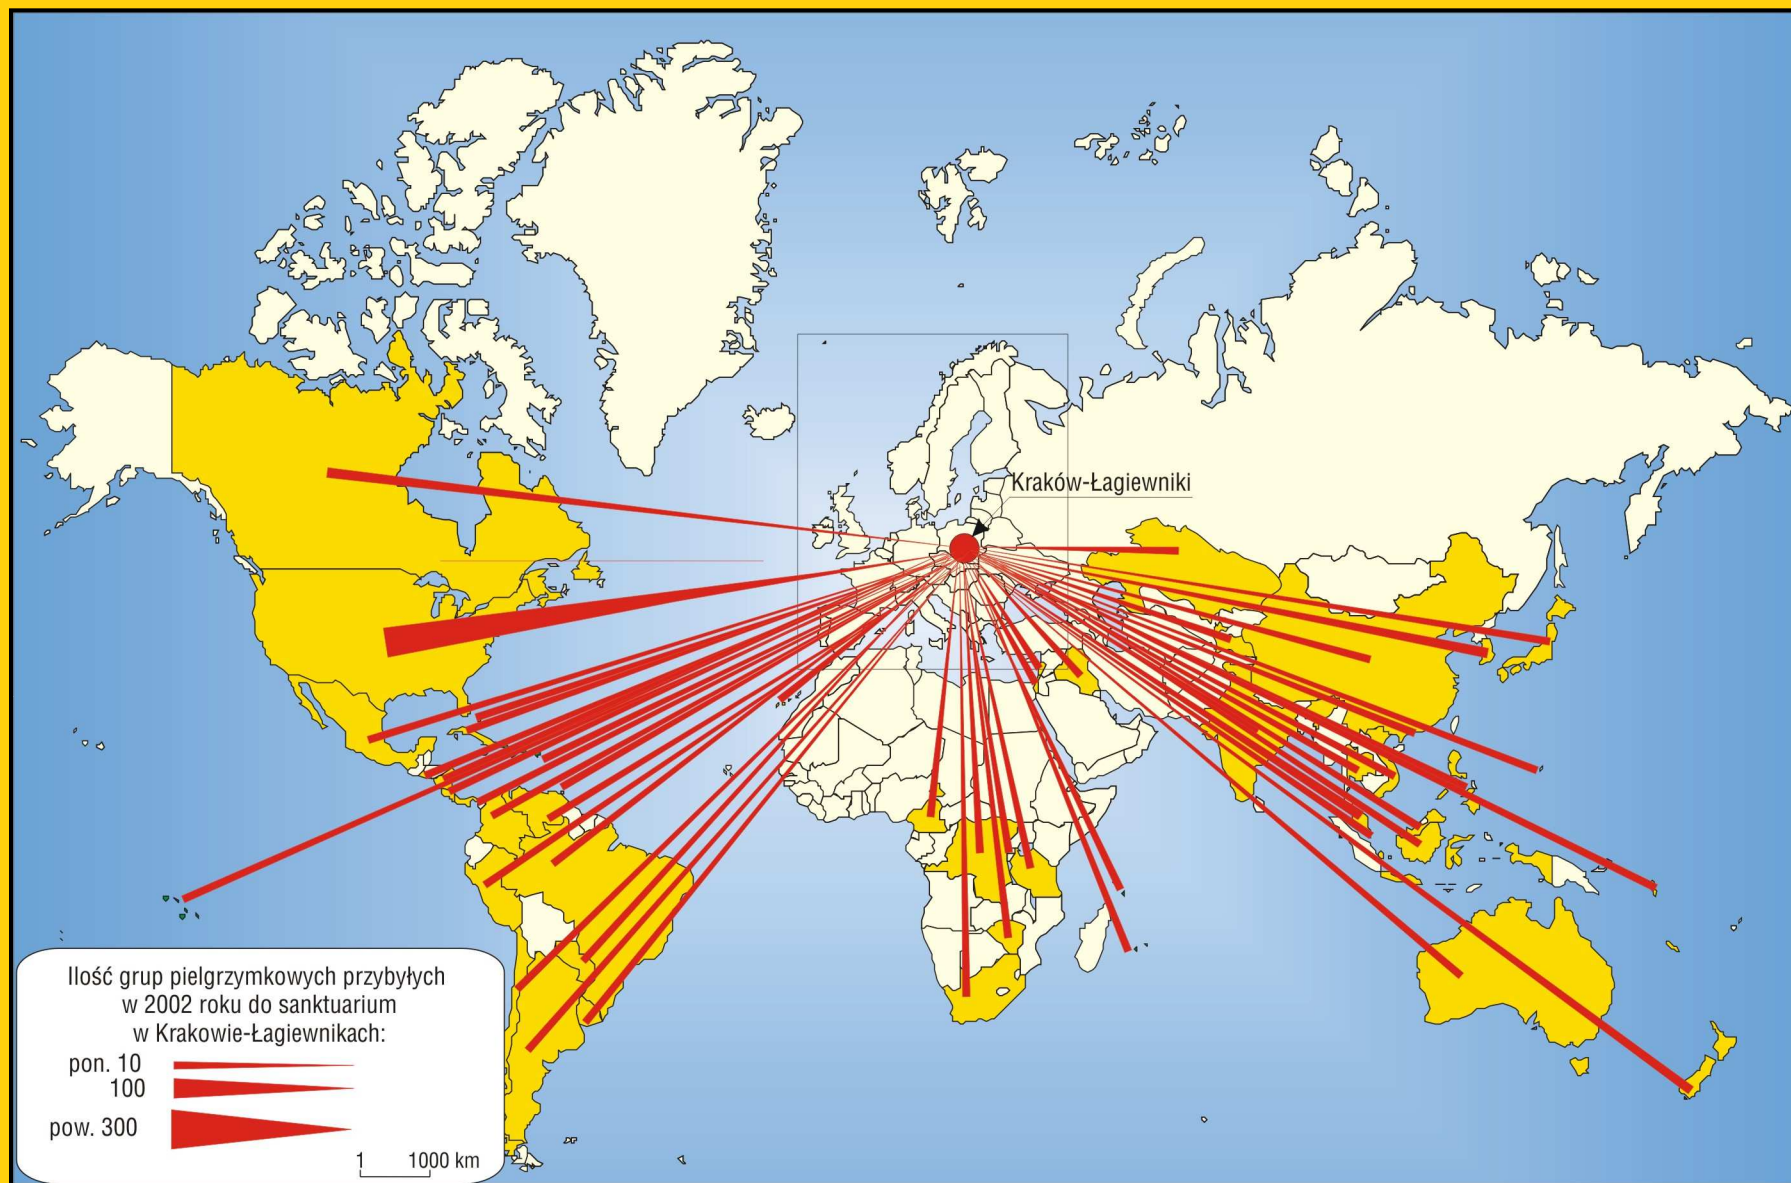 Kraków-Łagiewniki
Ilość grup pielgrzymkowych przybyłych
w 2002 roku do sanktuarium
w Krakowie-Łagiewnikach:
pon. 10
100
pow. 300
1 1000 km